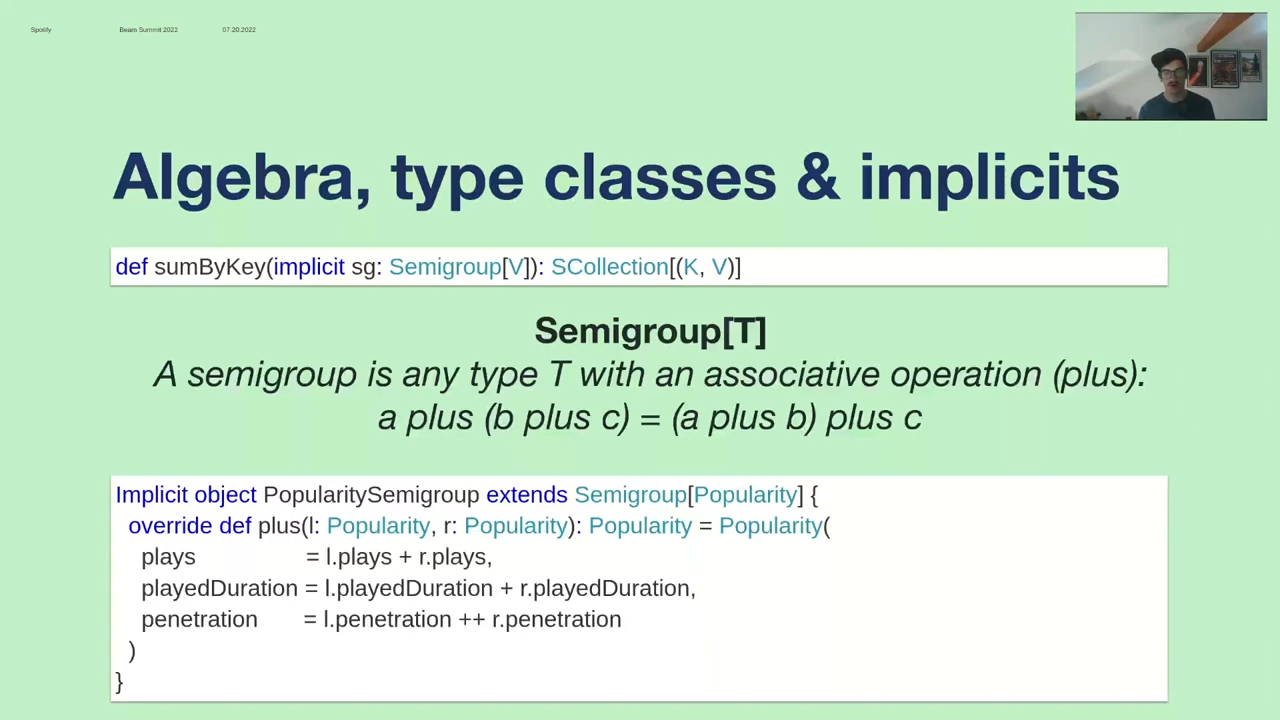 Spotify Beam Summit 2022 07.20.2022
Algebra, type classes & implicits
def sumByKey(implicit sg: Semigroup[V]): SCollection[(K, V)]
Semigroup[T]
A semigroup is any type T with an associative operation (plus):
a plus (b plus c) = (a plus b) plus c
Implicit object PopularitySemigroup extends Semigroup[Popularity] {
override def plus(l: Popularity, r: Popularity): Popularity = Popularity(
plays = l.plays + r.plays,
playedDuration = l.playedDuration + r.playedDuration,
penetration = l.penetration ++ r.penetration
)
}